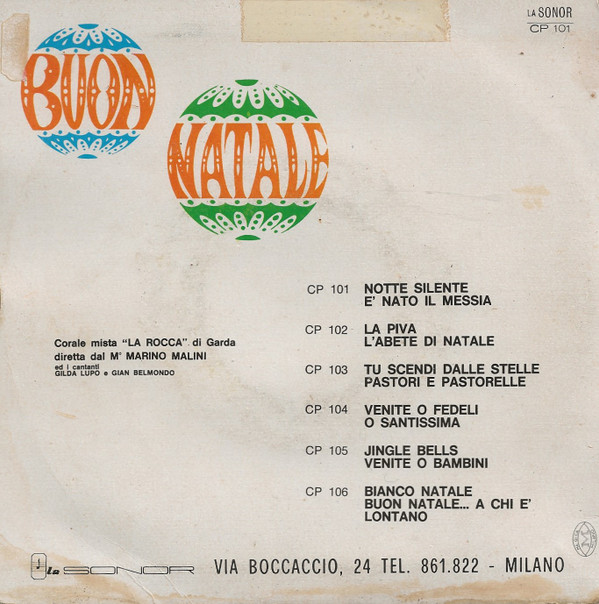 LA SONOR
CP 101
BUON
NATALE
CP 101 NOTTE SILENTE
E' NATO IL MESSIA
CP 102 LA PIVA
L'ABETE DI NATALE
Corale mista "LA ROCCA" di Garda
diretta dal M° MARINO MALINI
ed i cantanti
GILDA LUPO e GIAN BELMONDO
CP 103 TU SCENDI DALLE STELLE
PASTORI E PASTORELLE
CP 104 VENITE O FEDELI
O SANTISSIMA
CP 105 JINGLE BELLS
VENITE O BAMBINI
CP 106 BIANCO NATALE
BUON NATALE... A CHI E'
LONTANO
la SONOR VIA BOCCACCIO, 24 TEL. 861.822 - MILANO